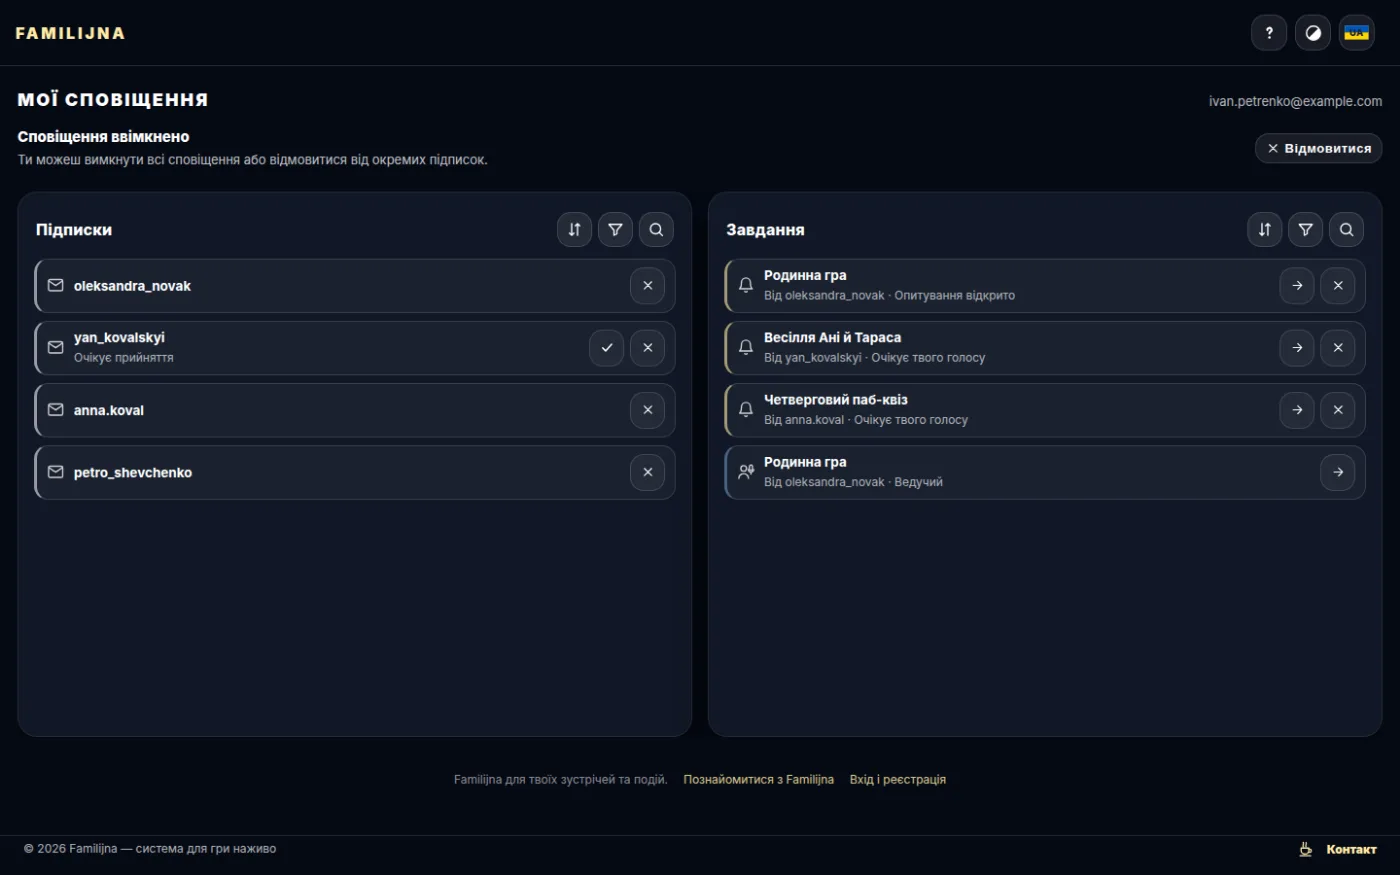 FAMILIJNA
?
UA
МОЇ СПОВІЩЕННЯ
ivan.petrenko@example.com
Сповіщення ввімкнено
Ти можеш вимкнути всі сповіщення або відмовитися від окремих підписок.
Відмовитися
Підписки
oleksandra_novak
yan_kovalskyi
Очікує прийняття
anna.koval
petro_shevchenko
Завдання
Родинна гра
Від oleksandra_novak · Опитування відкрито
Весілля Ані й Тараса
Від yan_kovalskyi · Очікує твого голосу
Четверговий паб-квіз
Від anna.koval · Очікує твого голосу
Родинна гра
Від oleksandra_novak · Ведучий
Familijna для твоїх зустрічей та подій. Познайомитися з Familijna Вхід і реєстрація
© 2026 Familijna — система для гри наживо
Контакт